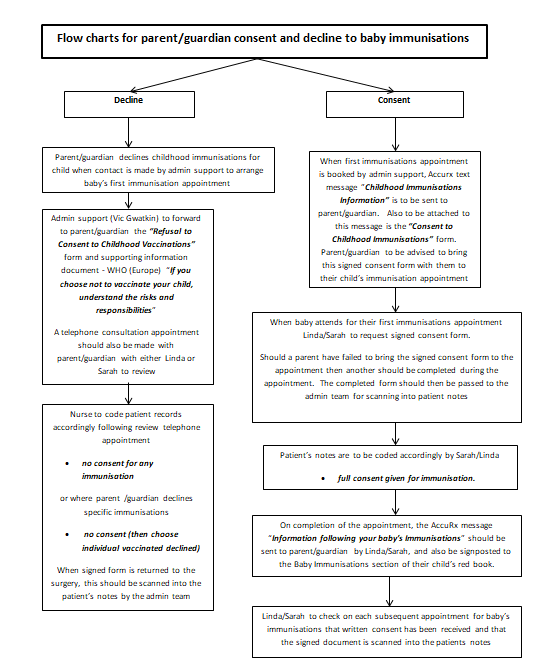 Flow charts for parent/guardian consent and decline to baby immunisations
Decline
Parent/guardian declines childhood immunisations for
child when contact is made by admin support to arrange
baby's first immunisation appointment
Admin support (Vic Gwatkin) to forward
to parent/guardian the "Refusal to
Consent to Childhood Vaccinations"
form and supporting information
document - WHO (Europe) "If you
choose not to vaccinate your child,
understand the risks and
responsibilities"
A telephone consultation appointment
should also be made with
parent/guardian with either Linda or
Sarah to review
Nurse to code patient records
accordingly following review telephone
appointment
• no consent for any
immunisation
or where parent /guardian declines
specific immunisations
• no consent (then choose
individual vaccinated declined)
When signed form is returned to the
surgery, this should be scanned into the
patient's notes by the admin team
Consent
When first immunisations appointment
is booked by admin support, Accurx text
message "Childhood Immunisations
Information" is to be sent to
parent/guardian. Also to be attached to
this message is the "Consent to
Childhood Immunisations" form.
Parent/guardian to be advised to bring
this signed consent form with them to
their child's immunisation appointment
When baby attends for their first immunisations appointment
Linda/Sarah to request signed consent form.
Should a parent have failed to bring the signed consent form to the
appointment then another should be completed during the
appointment. The completed form should then be passed to the
admin team for scanning into patient notes
Patient's notes are to be coded accordingly by Sarah/Linda
• full consent given for immunisation.
On completion of the appointment, the AccuRx message
"Information following your baby's Immunisations" should be
sent to parent/guardian by Linda/Sarah, and also be signposted to
the Baby Immunisations section of their child's red book.
Linda/Sarah to check on each subsequent appointment for baby's
immunisations that written consent has been received and that
the signed document is scanned into the patients notes